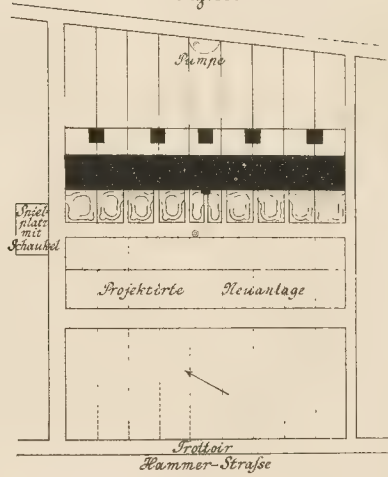 Pumpe
Spiel-
platz
mit
Schaukel
Projektirte Neuanlage
Trottoir
Hammer-Straſse